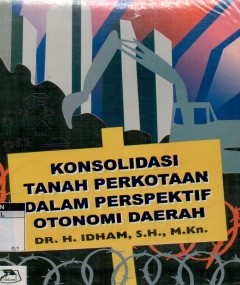 KONSOLIDASI
TANAH PERKOTAAN
DALAM PERSPEKTIF
OTONOMI DAERAH
DR. H. IDHAM, S.H., M.Kn.